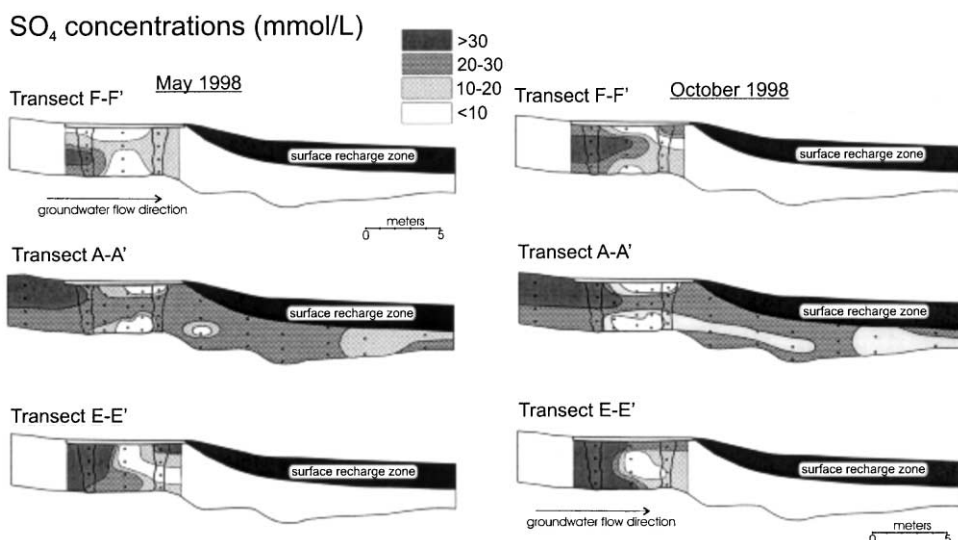 SO4 concentrations (mmol/L)
>30
20-30
10-20
<10
May 1998
October 1998
Transect F-F’
surface recharge zone
groundwater flow direction
meters
0 5
Transect F-F’
surface recharge zone
Transect A-A’
surface recharge zone
Transect A-A’
surface recharge zone
Transect E-E’
surface recharge zone
Transect E-E’
surface recharge zone
groundwater flow direction
meters
0 5